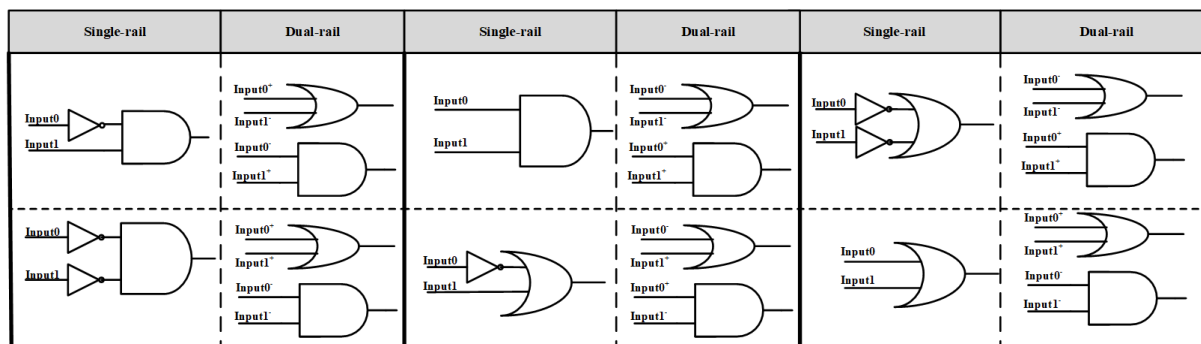 Single-rail
Dual-rail
Single-rail
Dual-rail
Single-rail
Dual-rail
Input0
Input1
Input0⁺
Input1⁻
Input0⁻
Input1⁺
Input0
Input1
Input0⁻
Input1⁻
Input0⁺
Input1⁺
Input0
Input1
Input0⁻
Input1⁻
Input0⁺
Input1⁺
Input0
Input1
Input0⁺
Input1⁺
Input0⁻
Input1⁻
Input0
Input1
Input0⁻
Input1⁺
Input0⁺
Input1⁻
Input0
Input1
Input0⁺
Input1⁺
Input0⁻
Input1⁻